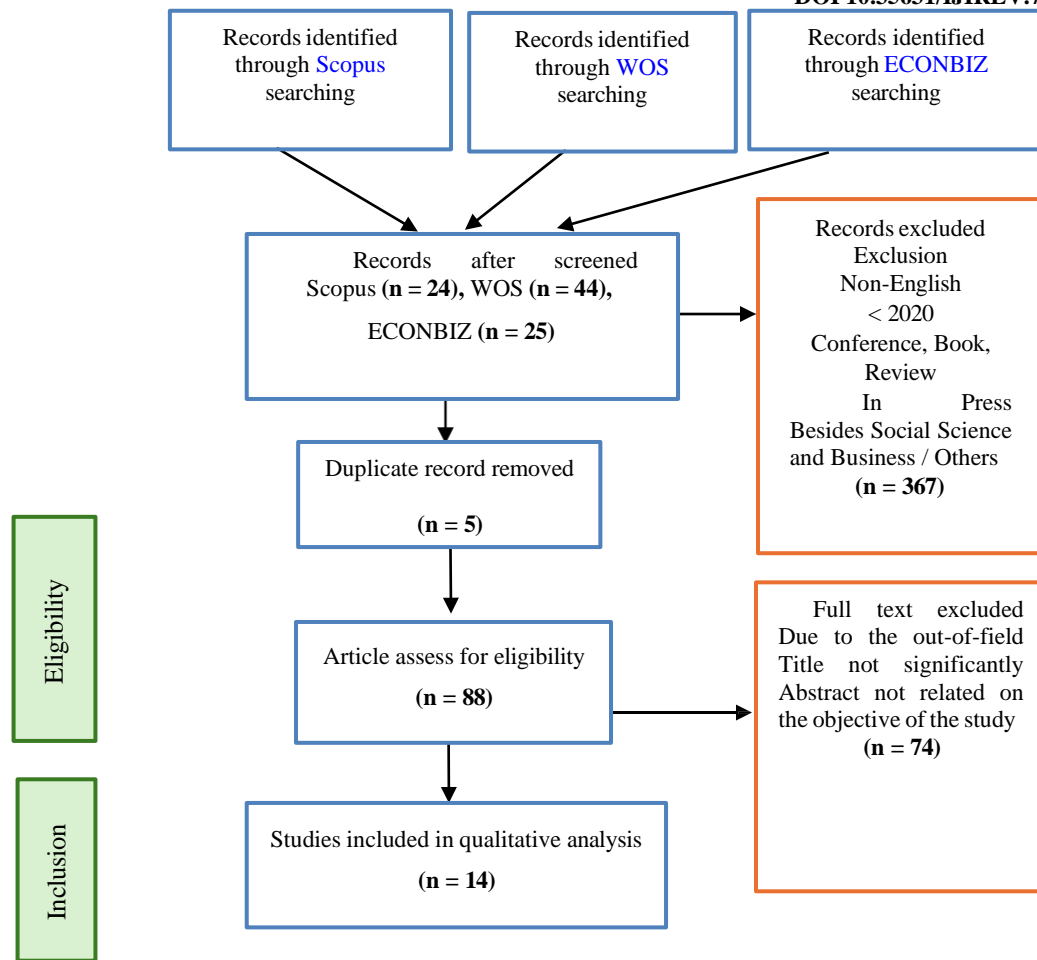 Records identified
through Scopus
searching
Records identified
through WOS
searching
Records identified
through ECONBIZ
searching
Records after screened
Scopus (n = 24), WOS (n = 44),
ECONBIZ (n = 25)
Records excluded
Exclusion
Non-English
< 2020
Conference, Book,
Review
In Press
Besides Social Science
and Business / Others
(n = 367)
Duplicate record removed
(n = 5)
Eligibility
Article assess for eligibility
(n = 88)
Full text excluded
Due to the out-of-field
Title not significantly
Abstract not related on
the objective of the study
(n = 74)
Inclusion
Studies included in qualitative analysis
(n = 14)